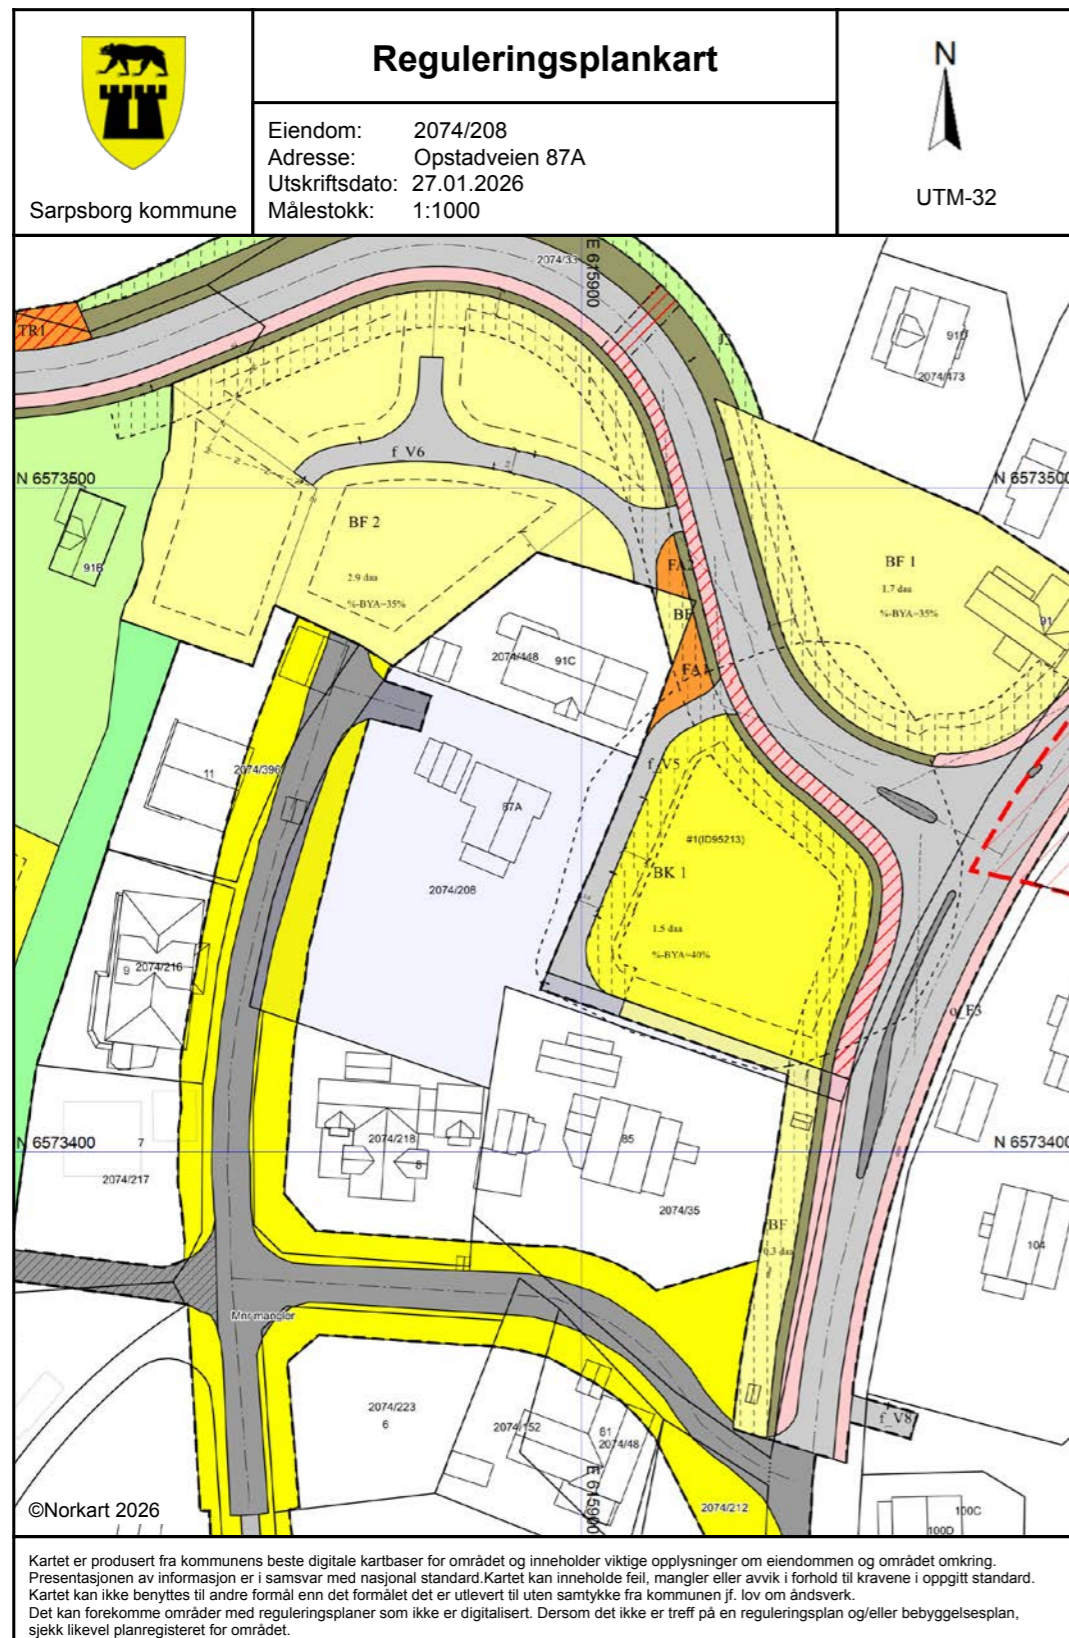 Reguleringsplankart
N
Eiendom: 2074/208
Adresse: Opstadveien 87A
Utskriftsdato: 27.01.2026
Målestokk: 1:1000
Sarpsborg kommune
UTM-32
E 615900
2074/33
TR1
91D
2074/473
f_V6
N 6573500
N 6573500
BF 2
BF 1
91B
FA2
2.9 daa
1.7 daa
%-BYA=35%
BF
%-BYA=35%
91
2074/448
91C
FA1
11
2074/396
f_V5
87A
#1(ID95213)
BK 1
2074/208
1.5 daa
%-BYA=40%
9
2074/216
o_F3
N 6573400
7
2074/218
85
N 6573400
8
2074/217
2074/35
BF
0.3 daa
104
Mnr mangler
2074/223
6
2074/152
81
2074/48
f_V8
E 615900
2074/212
©Norkart 2026
100C
100D
Kartet er produsert fra kommunens beste digitale kartbaser for området og inneholder viktige opplysninger om eiendommen og området omkring.
Presentasjonen av informasjon er i samsvar med nasjonal standard.Kartet kan inneholde feil, mangler eller avvik i forhold til kravene i oppgitt standard.
Kartet kan ikke benyttes til andre formål enn det formålet det er utlevert til uten samtykke fra kommunen jf. lov om åndsverk.
Det kan forekomme områder med reguleringsplaner som ikke er digitalisert. Dersom det ikke er treff på en reguleringsplan og/eller bebyggelsesplan,
sjekk likevel planregisteret for området.